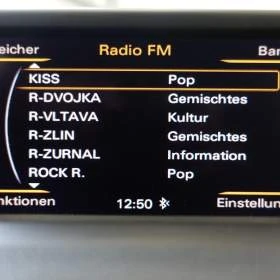 eicher Radio FM Ban
KISS Pop
R-DVOJKA Gemischtes
R-VLTAVA Kultur
R-ZLIN Gemischtes
R-ZURNAL Information
ROCK R. Pop
nktionen 12:50 Einstellun